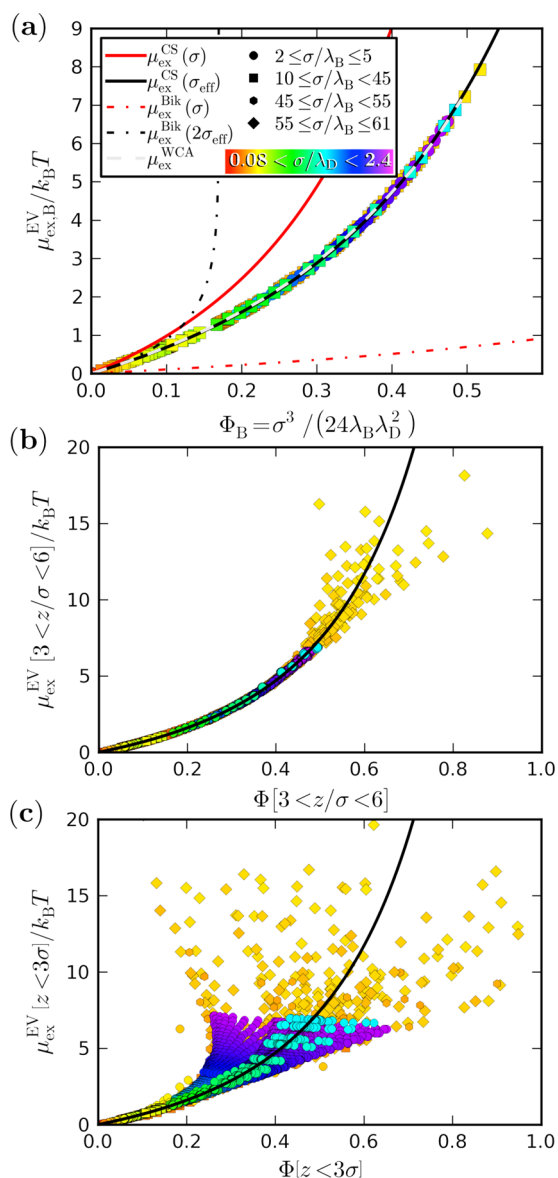 (a)
μ_ex^CS (σ)
μ_ex^CS (σ_eff)
μ_ex^Bik (σ)
μ_ex^Bik (2σ_eff)
μ_ex^WCA
2 ≤σ/λ_B ≤5
10 ≤σ/λ_B <45
45 ≤σ/λ_B <55
55 ≤σ/λ_B ≤61
0.08 < σ/λ_D < 2.4
μ_ex,B^EV/k_B T
9
8
7
6
5
4
3
2
1
0
0.0 0.1 0.2 0.3 0.4 0.5
Φ_B = σ^3 /(24λ_B λ_D^2)
(b)
μ_ex^EV [3 <z/σ <6]/k_B T
20
15
10
5
0
0.0 0.2 0.4 0.6 0.8 1.0
Φ[3 <z/σ <6]
(c)
μ_ex^EV [z <3σ]/k_B T
20
15
10
5
0
0.0 0.2 0.4 0.6 0.8 1.0
Φ[z <3σ]